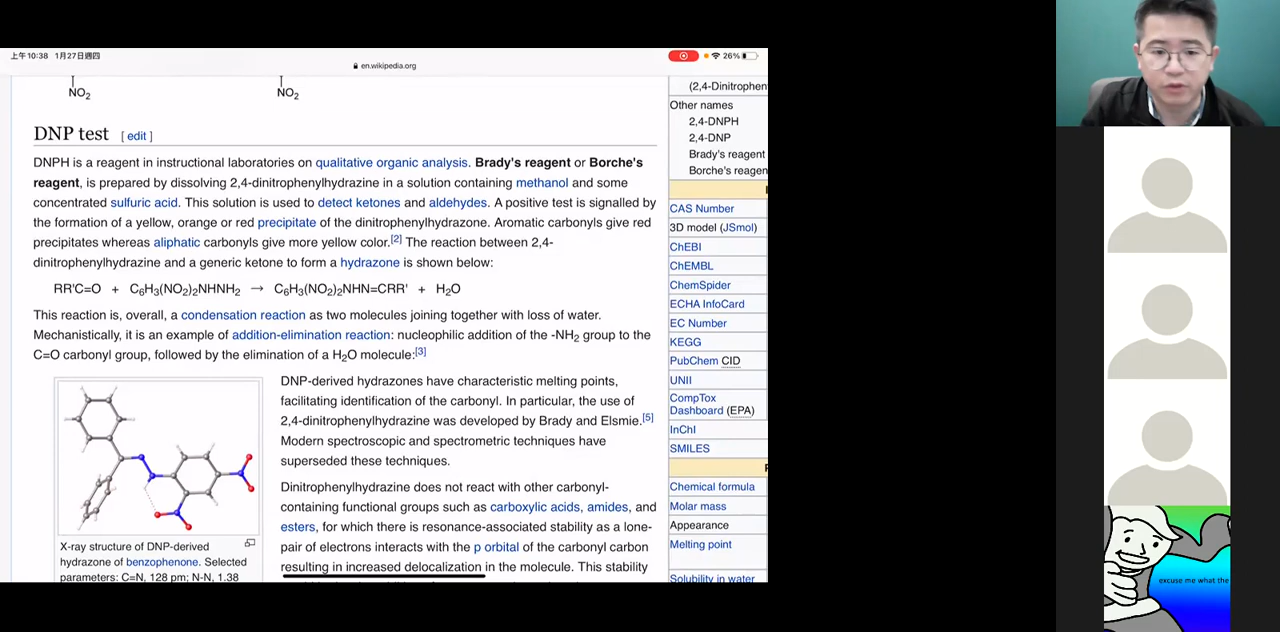 上午10:38 1月27日週四
26%
en.wikipedia.org
NO2
NO2
DNP test [ edit ]
DNPH is a reagent in instructional laboratories on qualitative organic analysis. Brady's reagent or Borche's
reagent, is prepared by dissolving 2,4-dinitrophenylhydrazine in a solution containing methanol and some
concentrated sulfuric acid. This solution is used to detect ketones and aldehydes. A positive test is signalled by
the formation of a yellow, orange or red precipitate of the dinitrophenylhydrazone. Aromatic carbonyls give red
precipitates whereas aliphatic carbonyls give more yellow color.[2] The reaction between 2,4-
dinitrophenylhydrazine and a generic ketone to form a hydrazone is shown below:
RR'C=O + C6H3(NO2)2NHNH2 → C6H3(NO2)2NHN=CRR' + H2O
This reaction is, overall, a condensation reaction as two molecules joining together with loss of water.
Mechanistically, it is an example of addition-elimination reaction: nucleophilic addition of the -NH2 group to the
C=O carbonyl group, followed by the elimination of a H2O molecule:[3]
DNP-derived hydrazones have characteristic melting points,
facilitating identification of the carbonyl. In particular, the use of
2,4-dinitrophenylhydrazine was developed by Brady and Elsmie.[5]
Modern spectroscopic and spectrometric techniques have
superseded these techniques.
Dinitrophenylhydrazine does not react with other carbonyl-
containing functional groups such as carboxylic acids, amides, and
esters, for which there is resonance-associated stability as a lone-
pair of electrons interacts with the p orbital of the carbonyl carbon
resulting in increased delocalization in the molecule. This stability
X-ray structure of DNP-derived
hydrazone of benzophenone. Selected
parameters: C=N, 128 pm; N-N, 1.38
(2,4-Dinitrophen
Other names
2,4-DNPH
2,4-DNP
Brady's reagent
Borche's reagen
CAS Number
3D model (JSmol)
ChEBI
ChEMBL
ChemSpider
ECHA InfoCard
EC Number
KEGG
PubChem CID
UNII
CompTox
Dashboard (EPA)
InChI
SMILES
Chemical formula
Molar mass
Appearance
Melting point
Solubility in water
excuse me what the